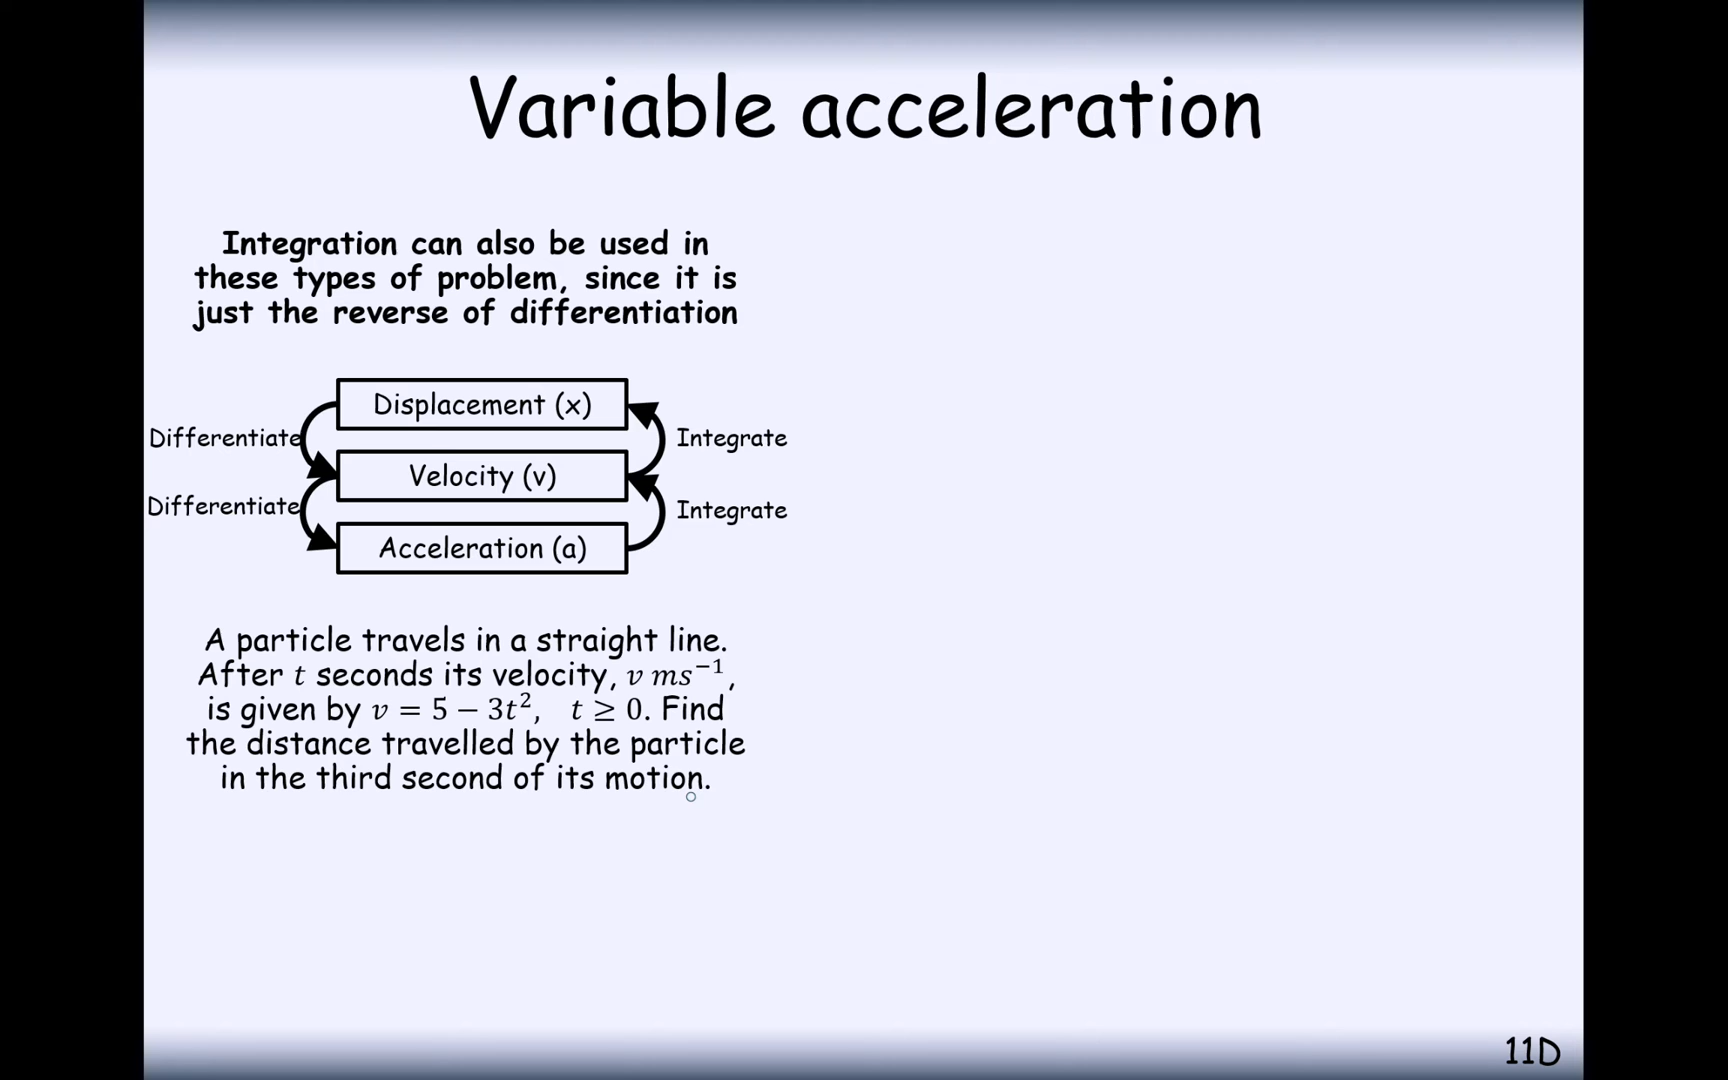 Variable acceleration
Integration can also be used in
these types of problem, since it is
just the reverse of differentiation
Displacement (x)
Differentiate
Integrate
Velocity (v)
Differentiate
Integrate
Acceleration (a)
A particle travels in a straight line.
After t seconds its velocity, v ms⁻¹,
is given by v = 5 − 3t², t ≥ 0. Find
the distance travelled by the particle
in the third second of its motion.
11D